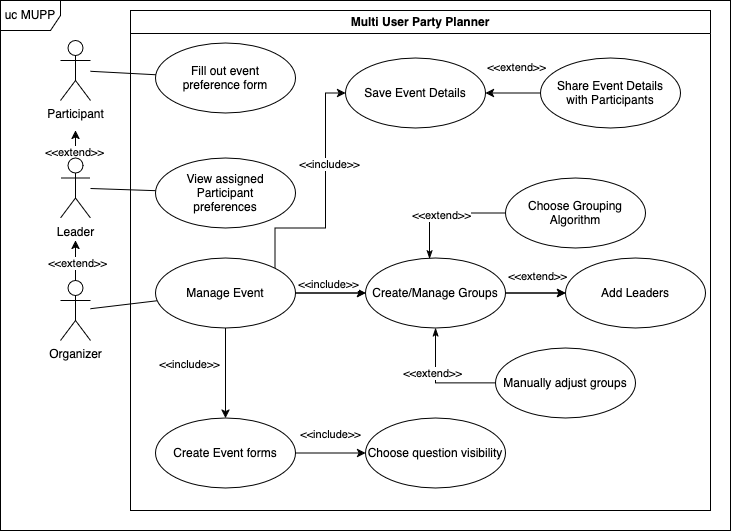 uc MUPP
Multi User Party Planner
Participant
<<extend>>
Leader
<<extend>>
Organizer
Fill out event
preference form
View assigned
Participant
preferences
Manage Event
<<include>>
Save Event Details
<<extend>>
Share Event Details
with Participants
<<include>>
Create/Manage Groups
<<extend>>
Choose Grouping
Algorithm
<<extend>>
Add Leaders
<<extend>>
Manually adjust groups
<<include>>
Create Event forms
<<include>>
Choose question visibility